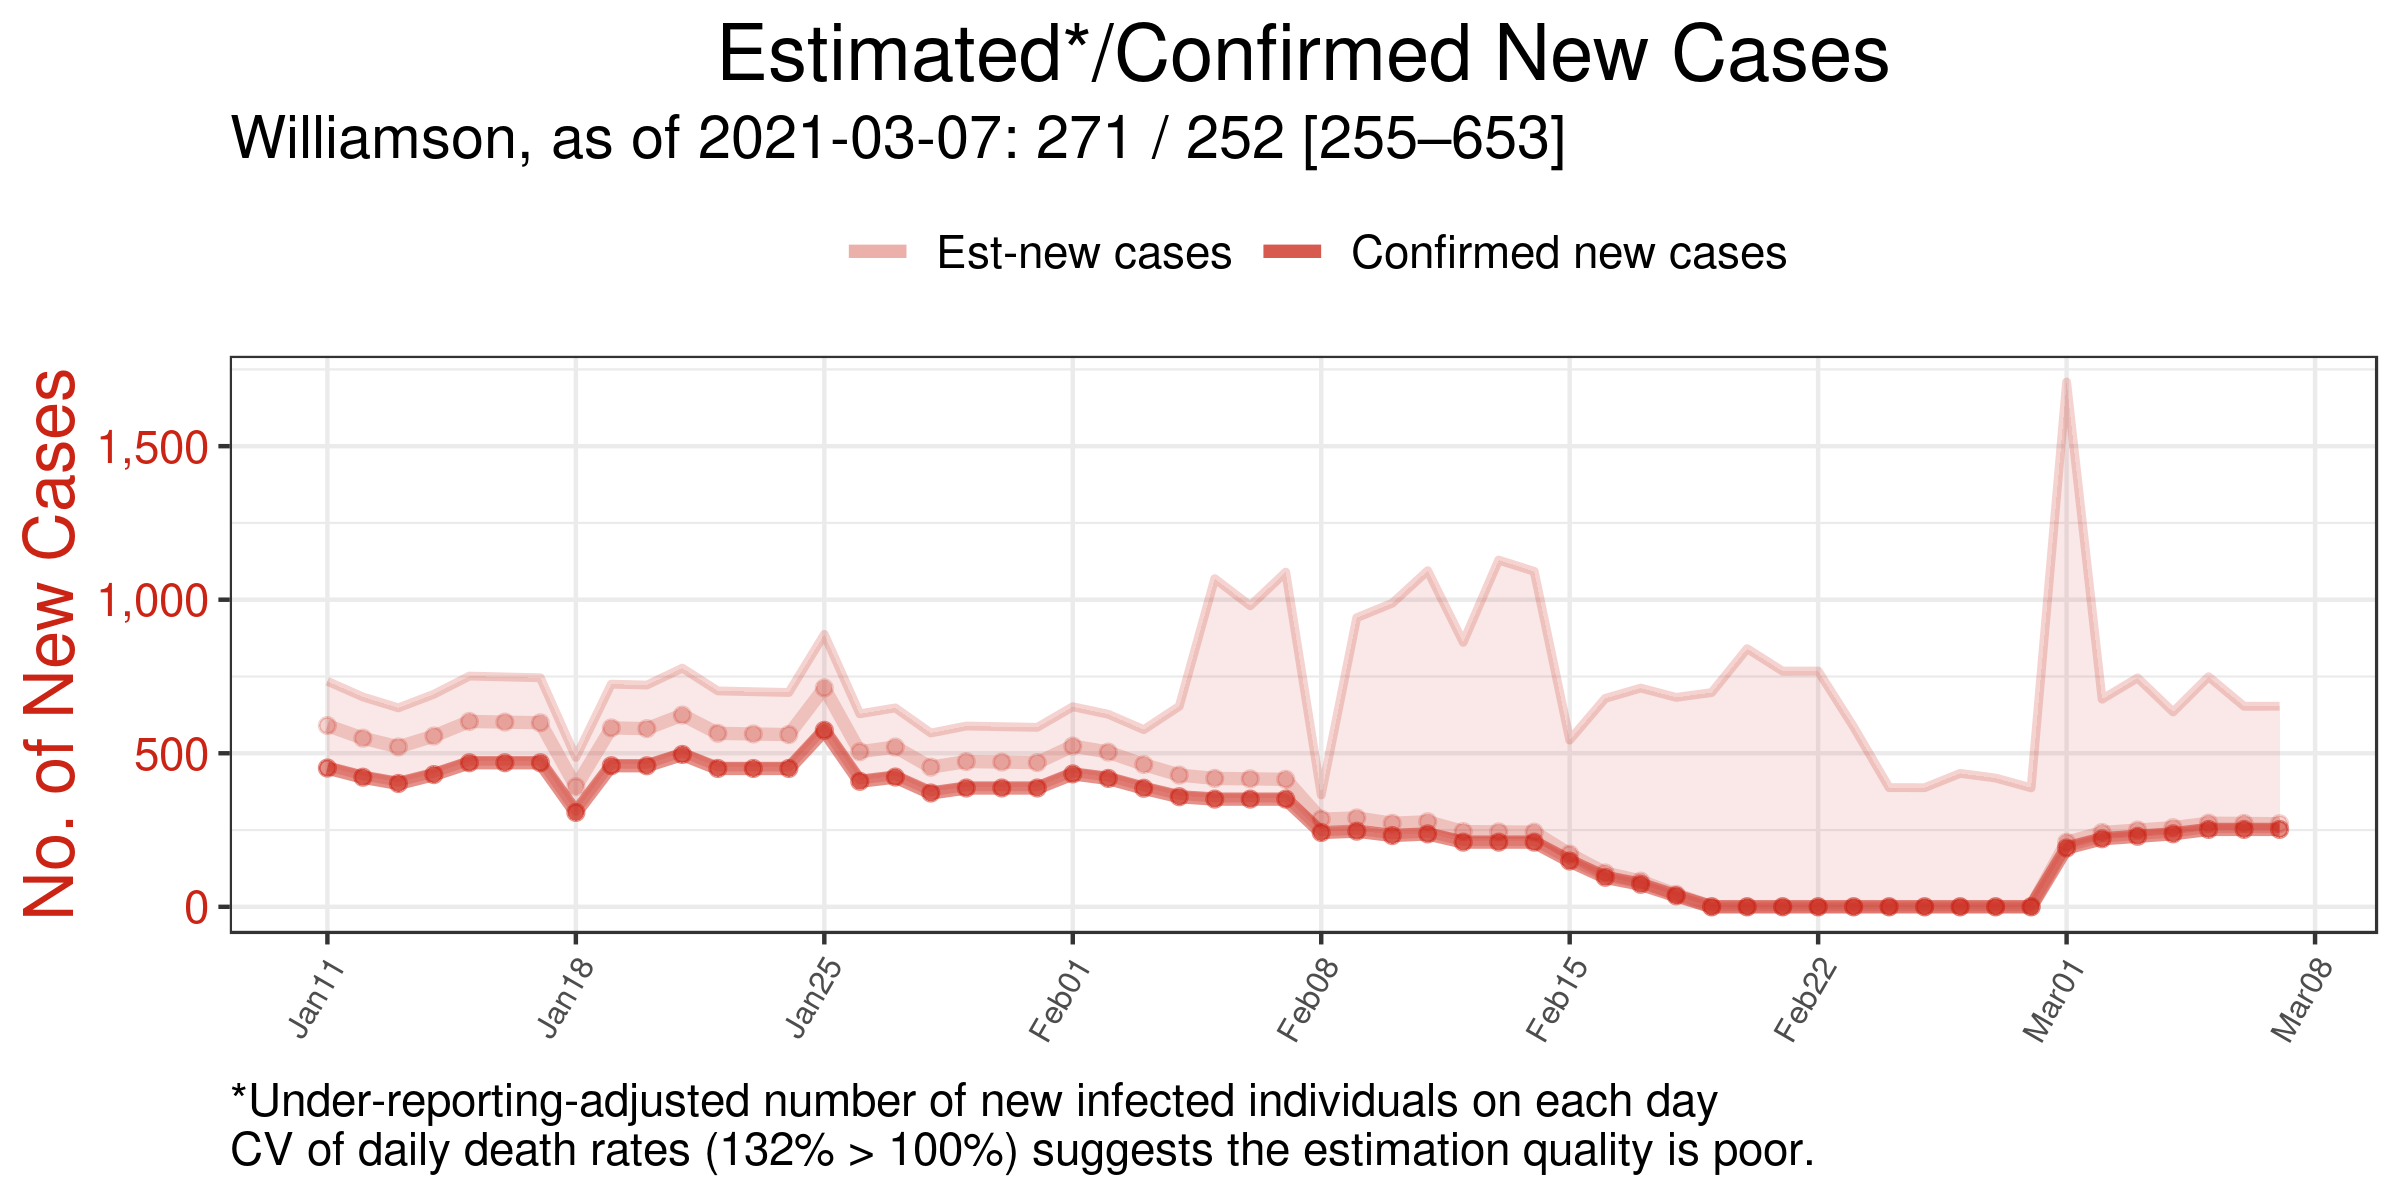 Estimated*/Confirmed New Cases
Williamson, as of 2021-03-07: 271 / 252 [255–653]
Est-new cases Confirmed new cases
No. of New Cases
1,500
1,000
500
0
Jan11 Jan18 Jan25 Feb01 Feb08 Feb15 Feb22 Mar01 Mar08
*Under-reporting-adjusted number of new infected individuals on each day
CV of daily death rates (132% > 100%) suggests the estimation quality is poor.